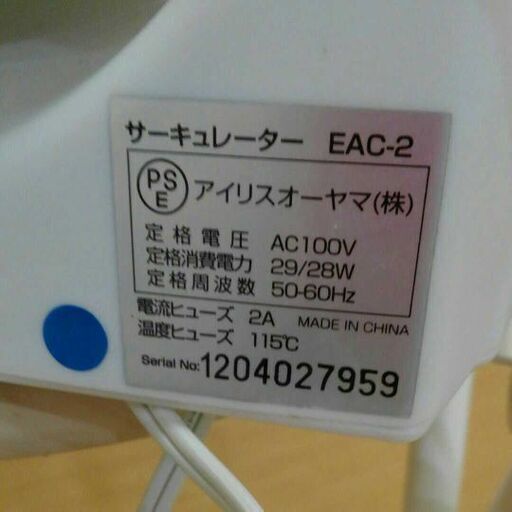 サーキュレーター EAC-2
PS
E
アイリスオーヤマ(株)
定格電圧 AC100V
定格消費電力 29/28W
定格周波数 50-60Hz
電流ヒューズ 2A MADE IN CHINA
温度ヒューズ 115℃
Serial No: 1204027959